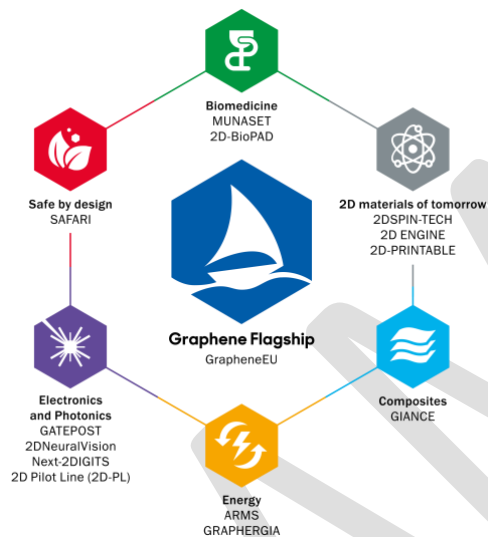 Biomedicine
MUNASET
2D-BioPAD
Safe by design
SAFARI
2D materials of tomorrow
2DSPIN-TECH
2D ENGINE
2D-PRINTABLE
Graphene Flagship
GrapheneEU
Electronics
and Photonics
GATEPOST
2DNeuralVision
Next-2DIGITS
2D Pilot Line (2D-PL)
Composites
GIANCE
Energy
ARMS
GRAPHERGIA